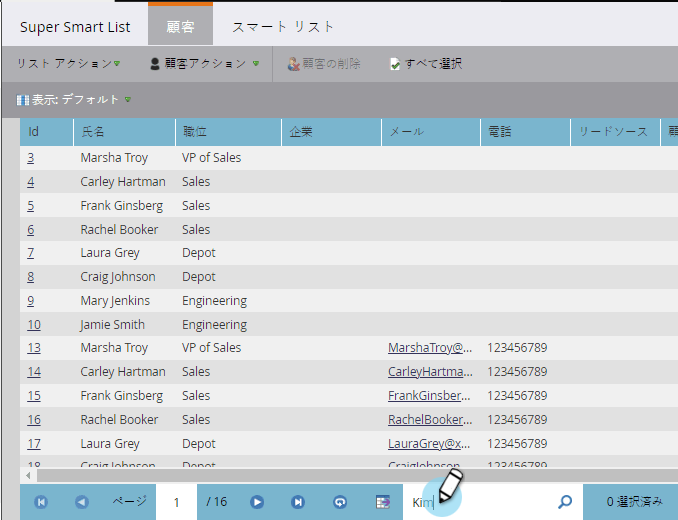 Super Smart List 顧客 スマート リスト
リスト アクション 顧客アクション 顧客の削除 すべて選択
表示: デフォルト
Id 氏名 職位 企業 メール 電話 リードソース
3 Marsha Troy VP of Sales
4 Carley Hartman Sales
5 Frank Ginsberg Sales
6 Rachel Booker Sales
7 Laura Grey Depot
8 Craig Johnson Depot
9 Mary Jenkins Engineering
10 Jamie Smith Engineering
13 Marsha Troy VP of Sales MarshaTroy@... 123456789
14 Carley Hartman Sales CarleyHartma... 123456789
15 Frank Ginsberg Sales FrankGinsber... 123456789
16 Rachel Booker Sales RachelBooker... 123456789
17 Laura Grey Depot LauraGrey@x... 123456789
18 Craig Johnson Depot CraigJohnson... 123456789
ページ 1 / 16 Kim 0 選択済み